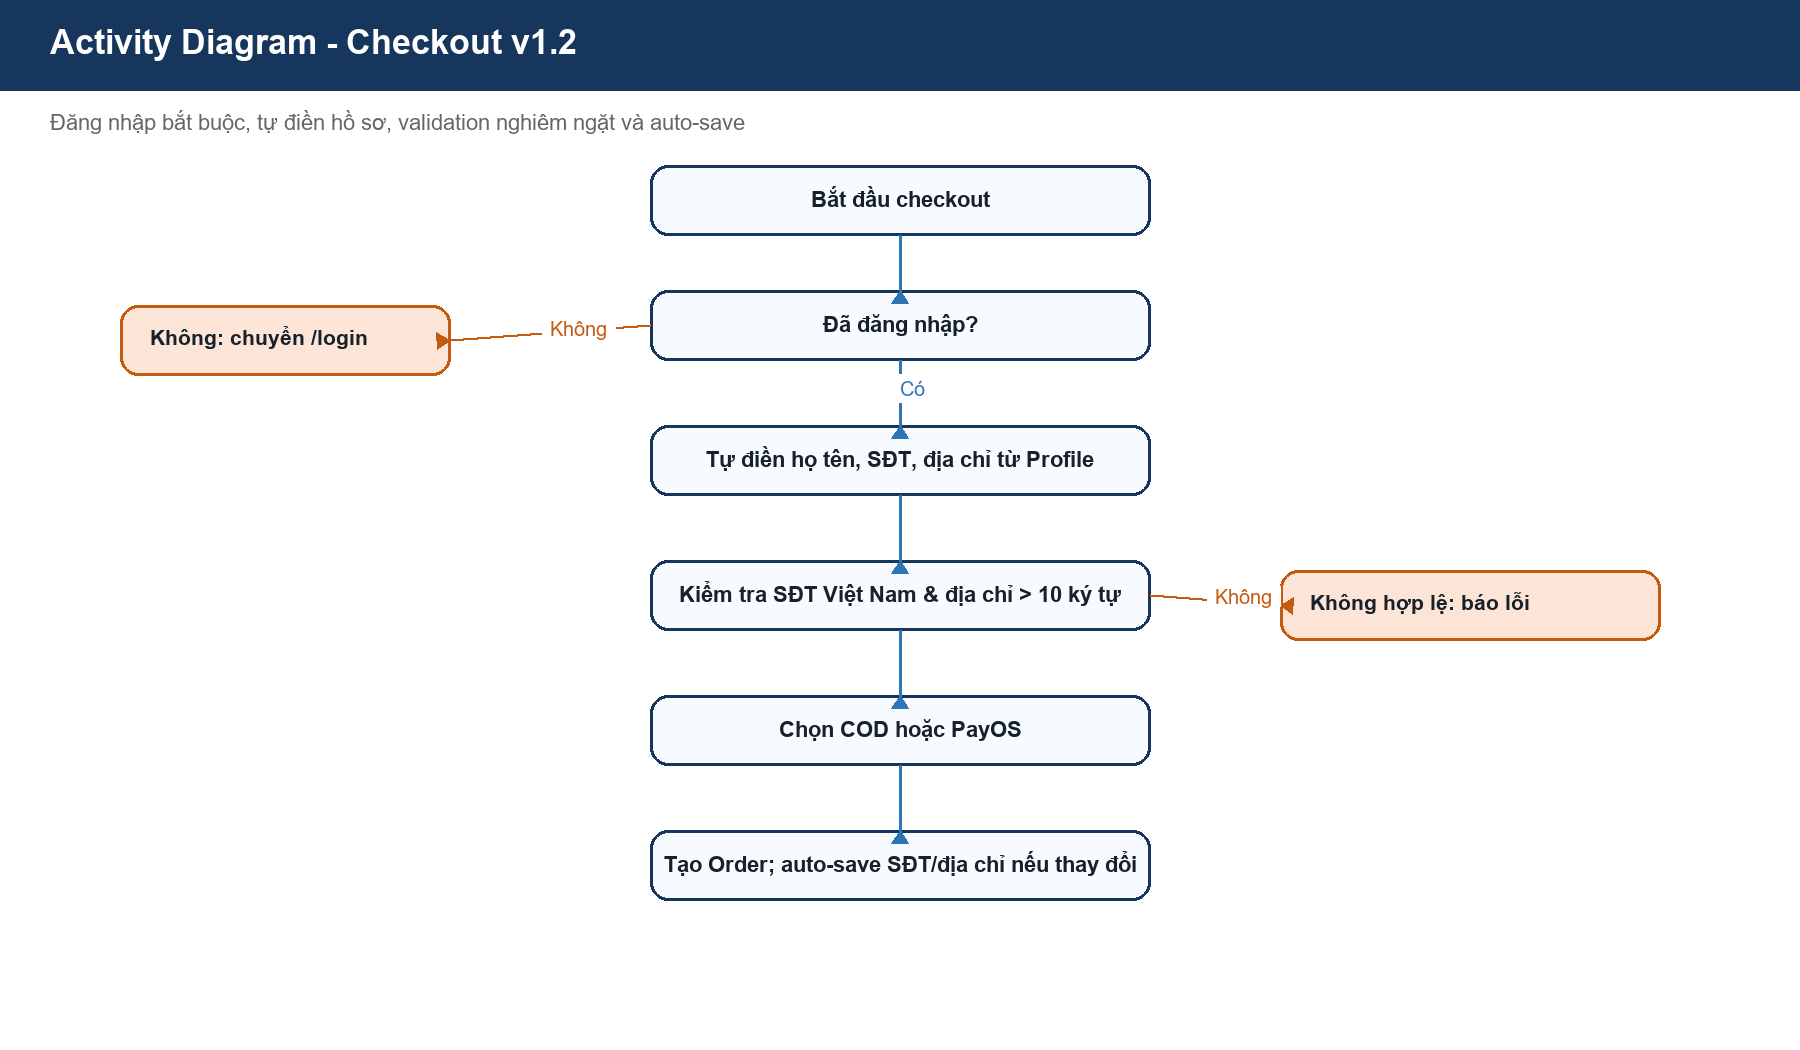 Activity Diagram - Checkout v1.2
Đăng nhập bắt buộc, tự điền hồ sơ, validation nghiêm ngặt và auto-save
Bắt đầu checkout
Đã đăng nhập?
Không
Không: chuyển /login
Có
Tự điền họ tên, SĐT, địa chỉ từ Profile
Kiểm tra SĐT Việt Nam & địa chỉ > 10 ký tự
Không
Không hợp lệ: báo lỗi
Chọn COD hoặc PayOS
Tạo Order; auto-save SĐT/địa chỉ nếu thay đổi